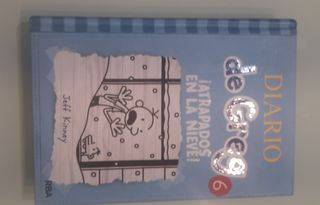 DIARIO
de Greg
6
¡ATRAPADOS
EN LA NIEVE!
Jeff Kinney
RBA